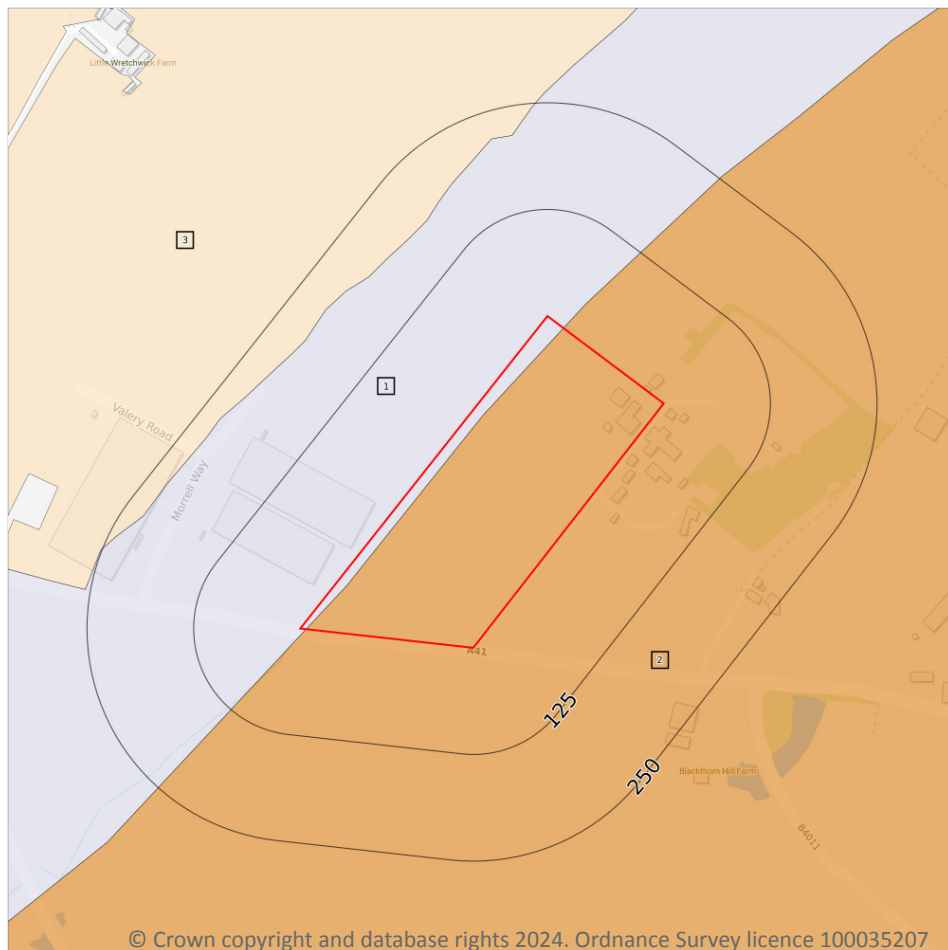 Little Wretchwick Farm
3
1
Valery Road
Morrell Way
A41
2
125
250
Blackthorn Hill Farm
B4011
© Crown copyright and database rights 2024. Ordnance Survey licence 100035207